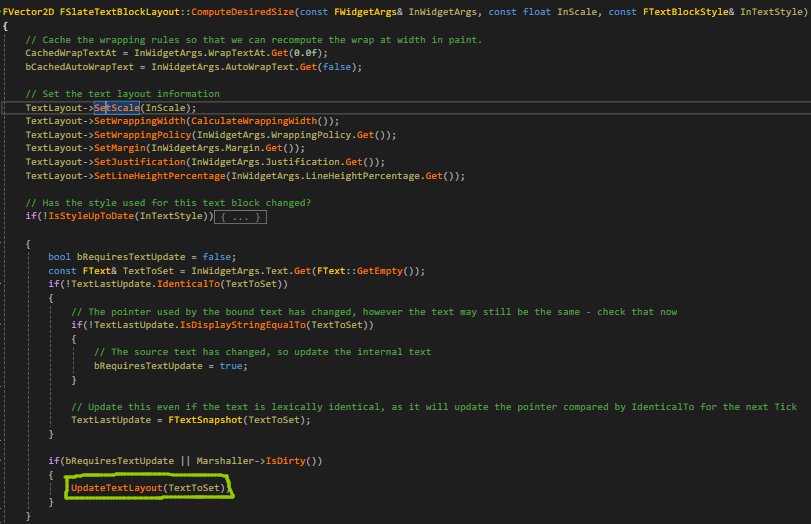 FVector2D FSlateTextBlockLayout::ComputeDesiredSize(const FWidgetArgs& InWidgetArgs, const float InScale, const FTextBlockStyle& InTextStyle)
{
// Cache the wrapping rules so that we can recompute the wrap at width in paint.
CachedWrapTextAt = InWidgetArgs.WrapTextAt.Get(0.0f);
bCachedAutoWrapText = InWidgetArgs.AutoWrapText.Get(false);
// Set the text layout information
TextLayout->SetScale(InScale);
TextLayout->SetWrappingWidth(CalculateWrappingWidth());
TextLayout->SetWrappingPolicy(InWidgetArgs.WrappingPolicy.Get());
TextLayout->SetMargin(InWidgetArgs.Margin.Get());
TextLayout->SetJustification(InWidgetArgs.Justification.Get());
TextLayout->SetLineHeightPercentage(InWidgetArgs.LineHeightPercentage.Get());
// Has the style used for this text block changed?
if(!IsStyleUpToDate(InTextStyle)){ ... }
{
bool bRequiresTextUpdate = false;
const FText& TextToSet = InWidgetArgs.Text.Get(FText::GetEmpty());
if(!TextLastUpdate.IdenticalTo(TextToSet))
{
// The pointer used by the bound text has changed, however the text may still be the same - check that now
if(!TextLastUpdate.IsDisplayStringEqualTo(TextToSet))
{
// The source text has changed, so update the internal text
bRequiresTextUpdate = true;
}
// Update this even if the text is lexically identical, as it will update the pointer compared by IdenticalTo for the next Tick
TextLastUpdate = FTextSnapshot(TextToSet);
}
if(bRequiresTextUpdate || Marshaller->IsDirty())
{
UpdateTextLayout(TextToSet);
}
}